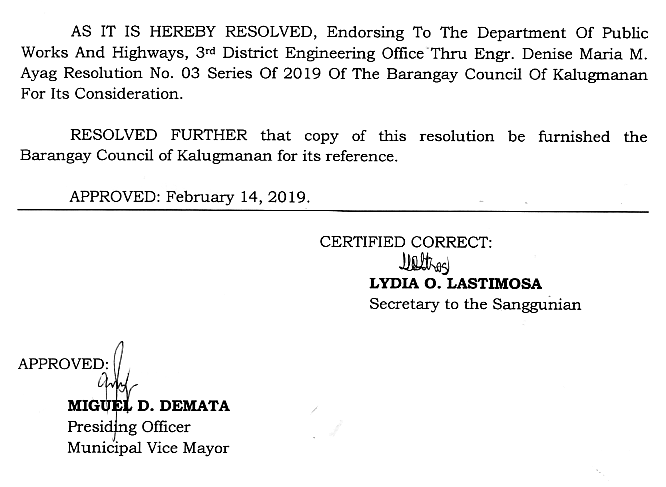 AS IT IS HEREBY RESOLVED, Endorsing To The Department Of Public
Works And Highways, 3rd District Engineering Office Thru Engr. Denise Maria M.
Ayag Resolution No. 03 Series Of 2019 Of The Barangay Council Of Kalugmanan
For Its Consideration.
RESOLVED FURTHER that copy of this resolution be furnished the
Barangay Council of Kalugmanan for its reference.
APPROVED: February 14, 2019.
CERTIFIED CORRECT:
LYDIA O. LASTIMOSA
Secretary to the Sanggunian
APPROVED:
MIGUEL D. DEMATA
Presiding Officer
Municipal Vice Mayor